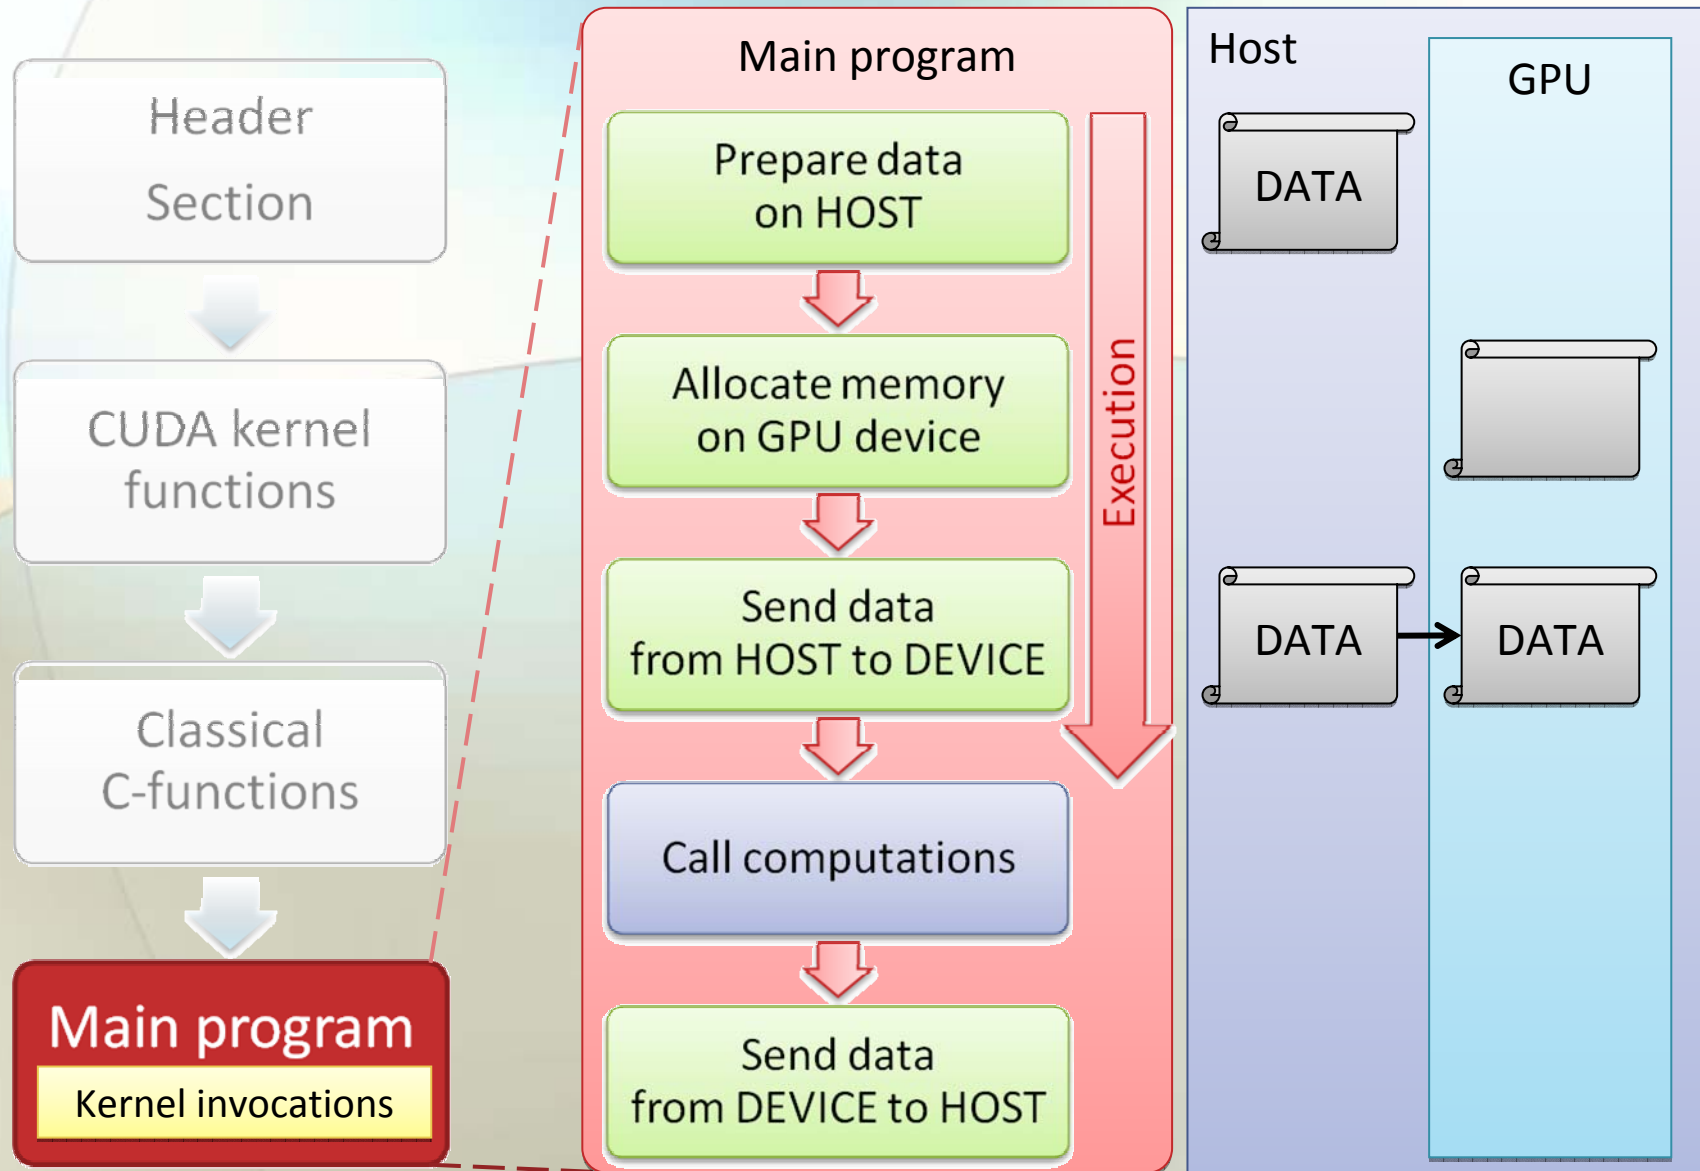 Header
Section
CUDA kernel
functions
Classical
C-functions
Main program
Kernel invocations
Main program
Prepare data
on HOST
Allocate memory
on GPU device
Send data
from HOST to DEVICE
Call computations
Send data
from DEVICE to HOST
Execution
Host
GPU
DATA
DATA
DATA